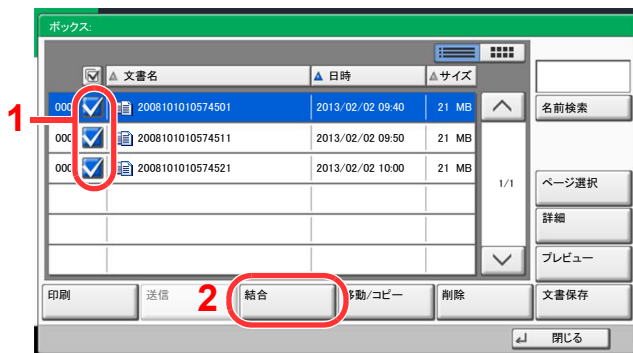 ボックス:
文書名 日時 サイズ
000 2008101010574501 2013/02/02 09:40 21 MB
000 2008101010574511 2013/02/02 09:50 21 MB
000 2008101010574521 2013/02/02 10:00 21 MB
1
1/1
名前検索
ページ選択
詳細
プレビュー
印刷 送信 2 結合 移動/コピー 削除 文書保存
閉じる